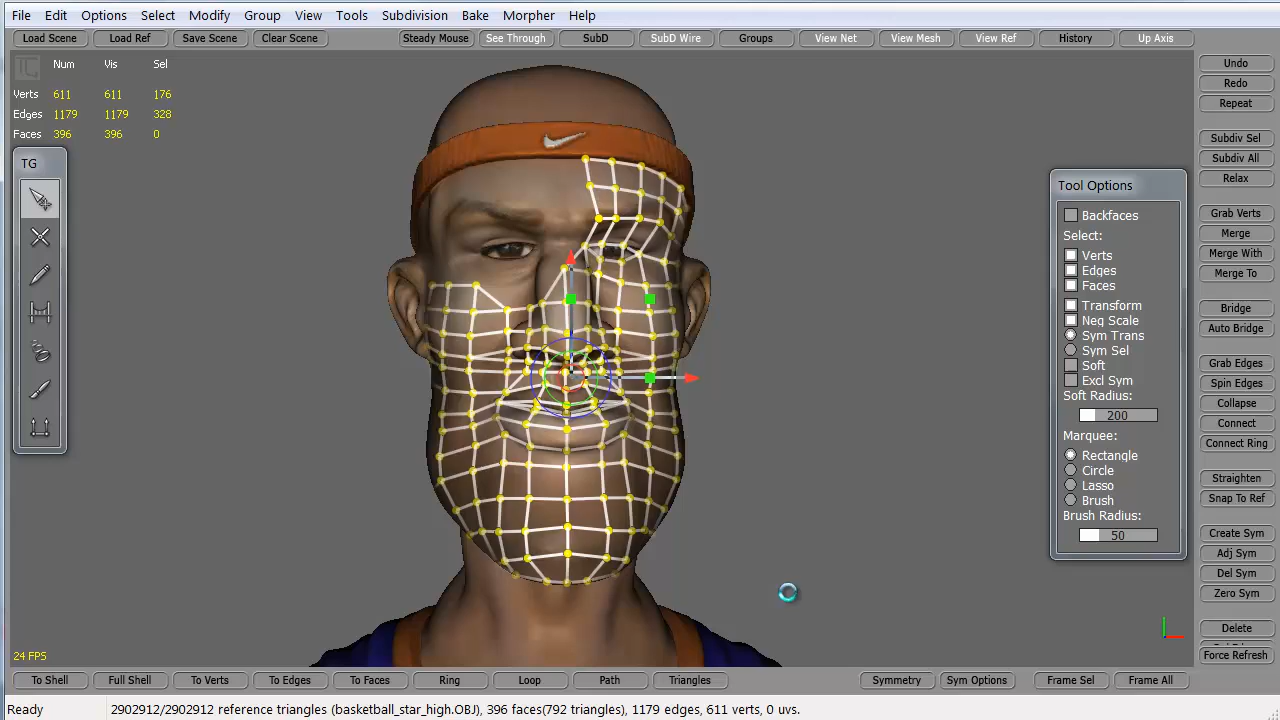 File Edit Options Select Modify Group View Tools Subdivision Bake Morpher Help
Load Scene Load Ref Save Scene Clear Scene Steady Mouse See Through SubD SubD Wire Groups View Net View Mesh View Ref History Up Axis
Num Vis Sel
Verts 611 611 176
Edges 1179 1179 328
Faces 396 396 0
TG
Tool Options
Backfaces
Select:
Verts
Edges
Faces
Transform
Neg Scale
Sym Trans
Sym Sel
Soft
Excl Sym
Soft Radius:
200
Marquee:
Rectangle
Circle
Lasso
Brush
Brush Radius:
50
Undo
Redo
Repeat
Subdiv Sel
Subdiv All
Relax
Grab Verts
Merge
Merge With
Merge To
Bridge
Auto Bridge
Grab Edges
Spin Edges
Collapse
Connect
Connect Ring
Straighten
Snap To Ref
Create Sym
Adj Sym
Del Sym
Zero Sym
Delete
Force Refresh
24 FPS
To Shell Full Shell To Verts To Edges To Faces Ring Loop Path Triangles Symmetry Sym Options Frame Sel Frame All
Ready 2902912/2902912 reference triangles (basketball_star_high.OBJ), 396 faces(792 triangles), 1179 edges, 611 verts, 0 uvs.